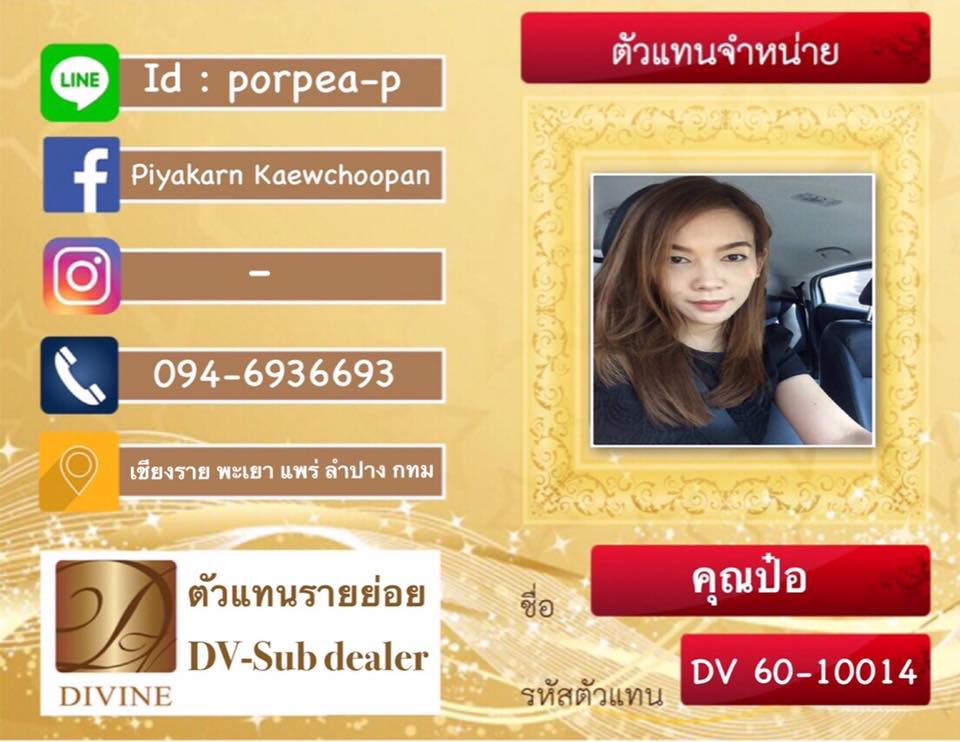 LINE
Id : porpea-p
Piyakarn Kaewchoopan
–
094-6936693
เชียงราย พะเยา แพร่ ลำปาง กทม
ตัวแทนรายย่อย
DV-Sub dealer
DIVINE
ตัวแทนจำหน่าย
ชื่อ คุณป๋อ
รหัสตัวแทน DV 60-10014